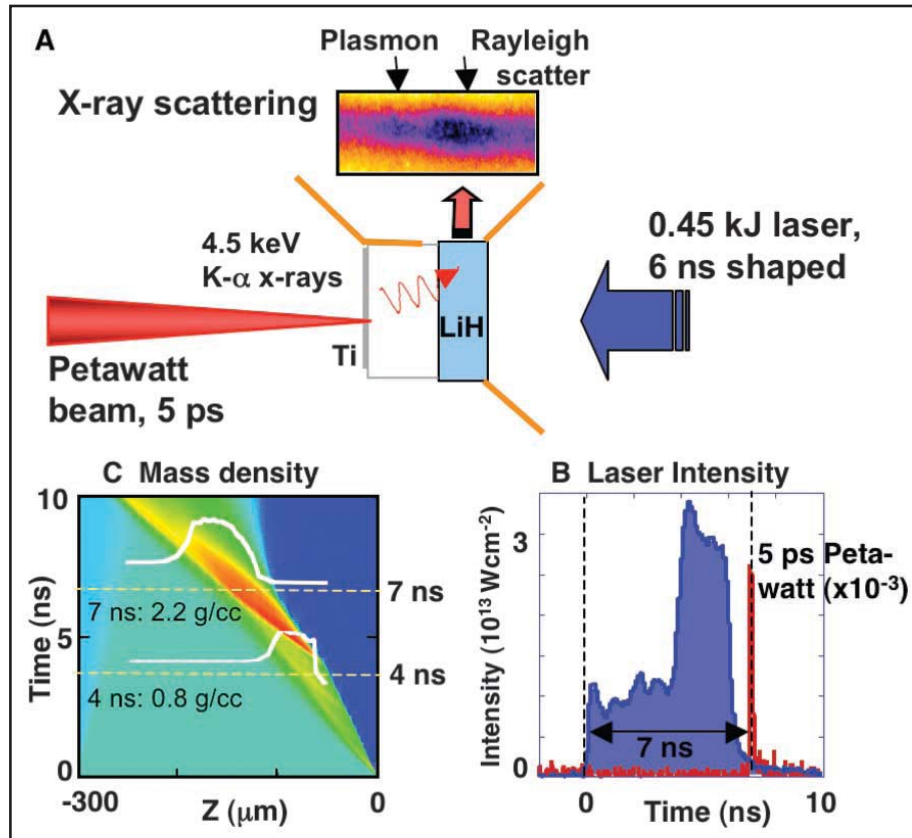 A
Plasmon
Rayleigh
scatter
X-ray scattering
4.5 keV
K-α x-rays
0.45 kJ laser,
6 ns shaped
LiH
Ti
Petawatt
beam, 5 ps
C Mass density
10
7 ns
7 ns: 2.2 g/cc
5
4 ns
4 ns: 0.8 g/cc
0
Time (ns)
-300
0
Z (μm)
B Laser Intensity
3
5 ps Peta-
watt (x10⁻³)
Intensity (10¹³ Wcm⁻²)
7 ns
0
0
10
Time (ns)